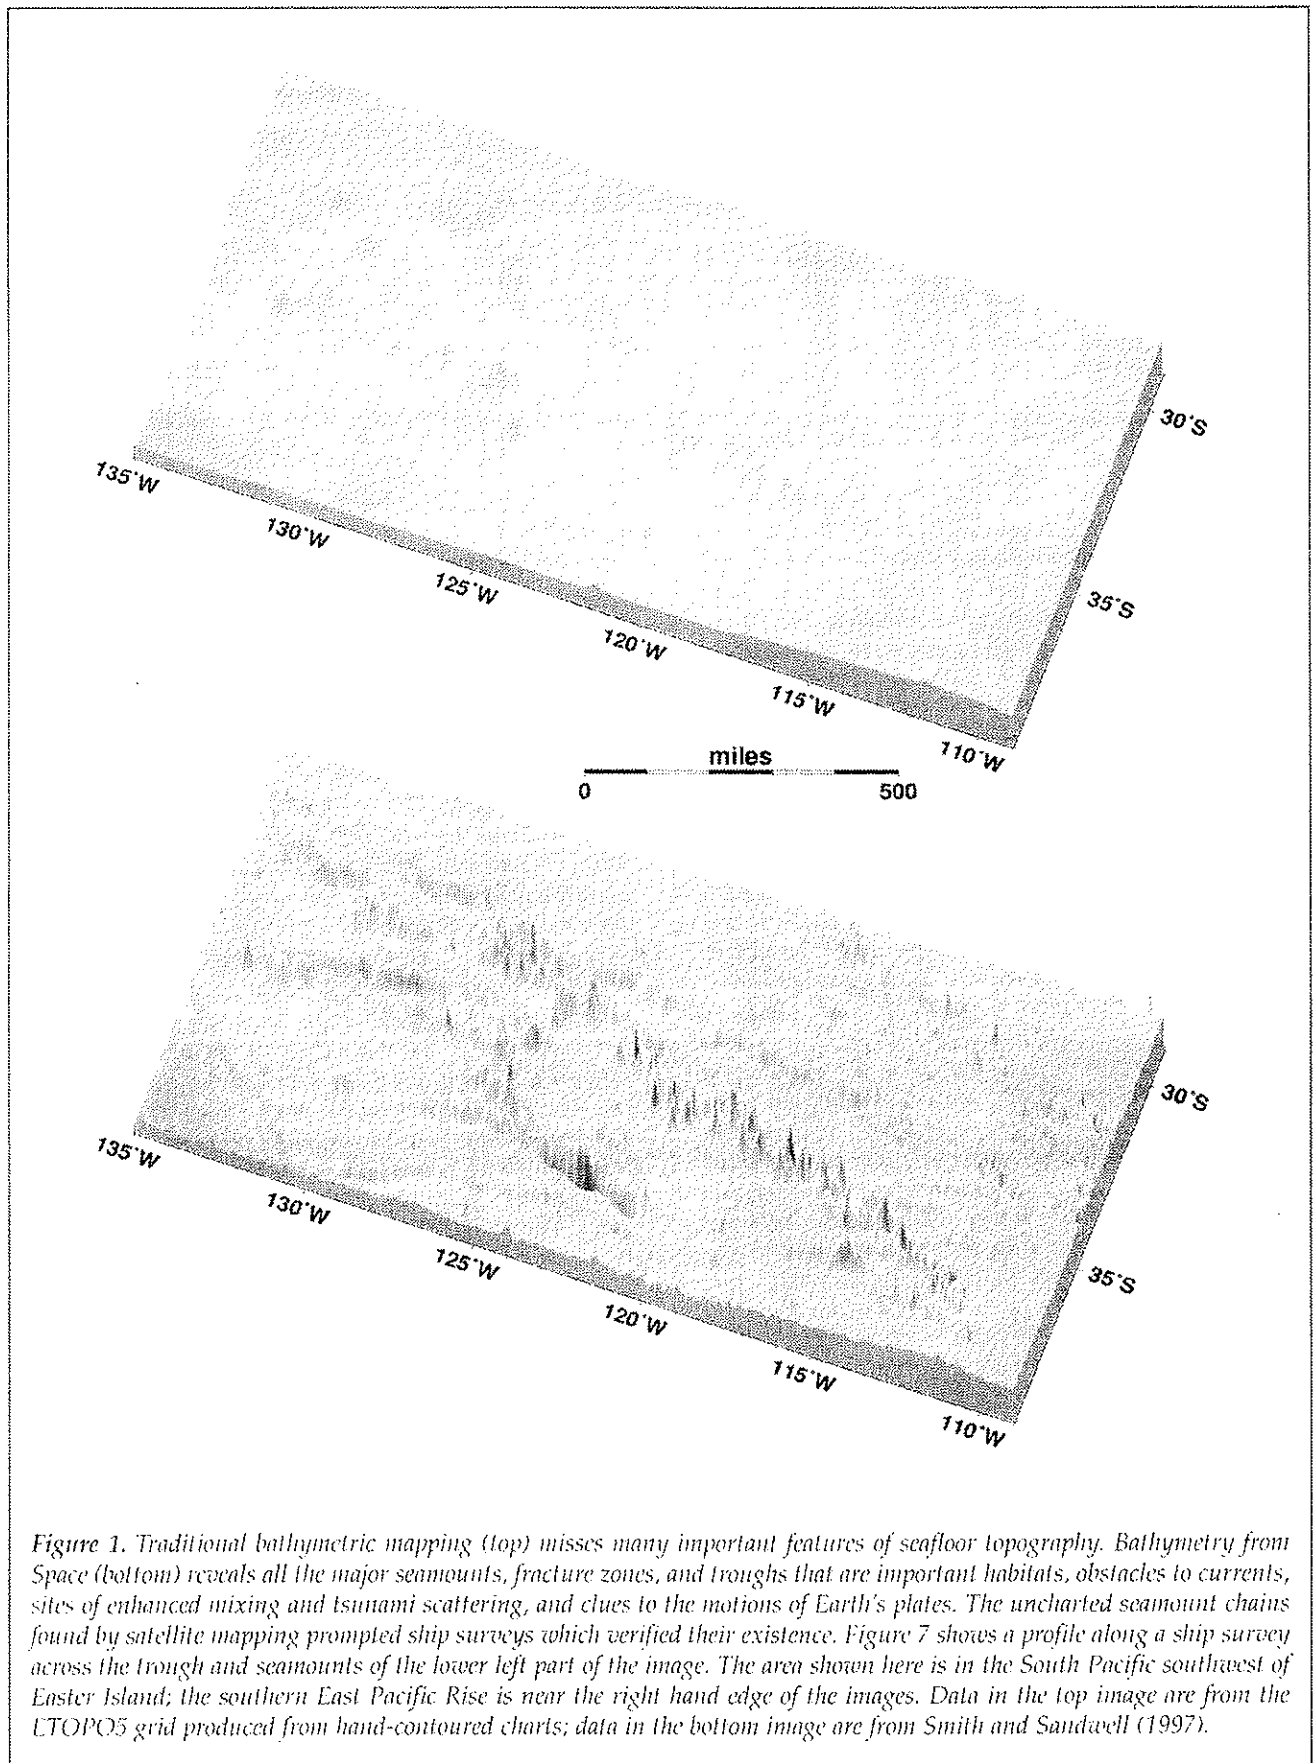 30°S
135°W
130°W
125°W
35°S
120°W
115°W
110°W
miles
0 500
30°S
135°W
130°W
125°W
35°S
120°W
115°W
110°W
Figure 1. Traditional bathymetric mapping (top) misses many important features of seafloor topography. Bathymetry from
Space (bottom) reveals all the major seamounts, fracture zones, and troughs that are important habitats, obstacles to currents,
sites of enhanced mixing and tsunami scattering, and clues to the motions of Earth's plates. The uncharted seamount chains
found by satellite mapping prompted ship surveys which verified their existence. Figure 7 shows a profile along a ship survey
across the trough and seamounts of the lower left part of the image. The area shown here is in the South Pacific southwest of
Easter Island; the southern East Pacific Rise is near the right hand edge of the images. Data in the top image are from the
ETOPO5 grid produced from hand-contoured charts; data in the bottom image are from Smith and Sandwell (1997).